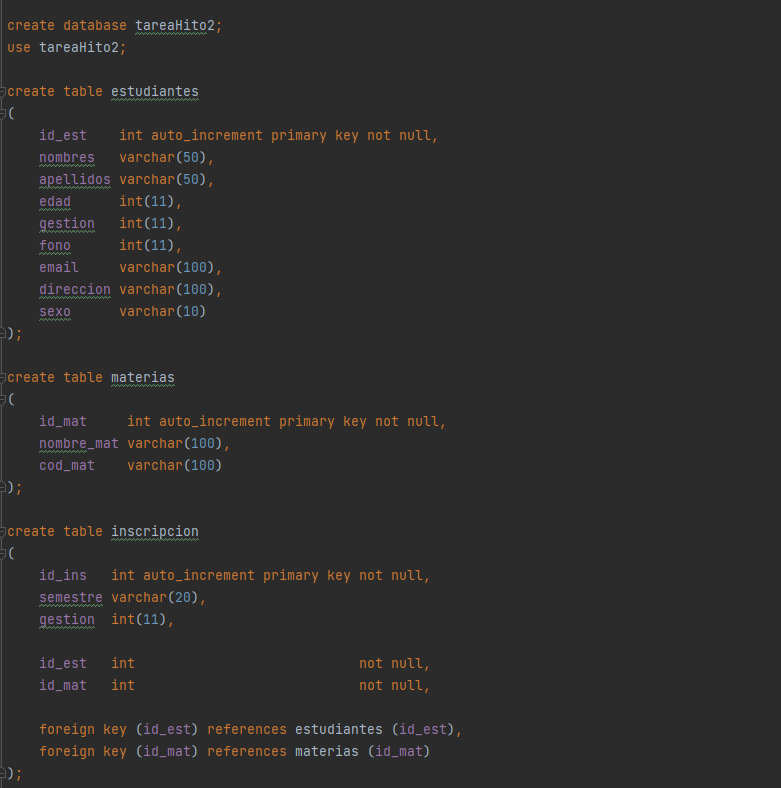 create database tareaHito2;
use tareaHito2;
create table estudiantes
(
id_est    int auto_increment primary key not null,
nombres   varchar(50),
apellidos varchar(50),
edad      int(11),
gestion   int(11),
fono      int(11),
email     varchar(100),
direccion varchar(100),
sexo      varchar(10)
);
create table materias
(
id_mat     int auto_increment primary key not null,
nombre_mat varchar(100),
cod_mat    varchar(100)
);
create table inscripcion
(
id_ins   int auto_increment primary key not null,
semestre varchar(20),
gestion  int(11),
id_est   int                            not null,
id_mat   int                            not null,
foreign key (id_est) references estudiantes (id_est),
foreign key (id_mat) references materias (id_mat)
);